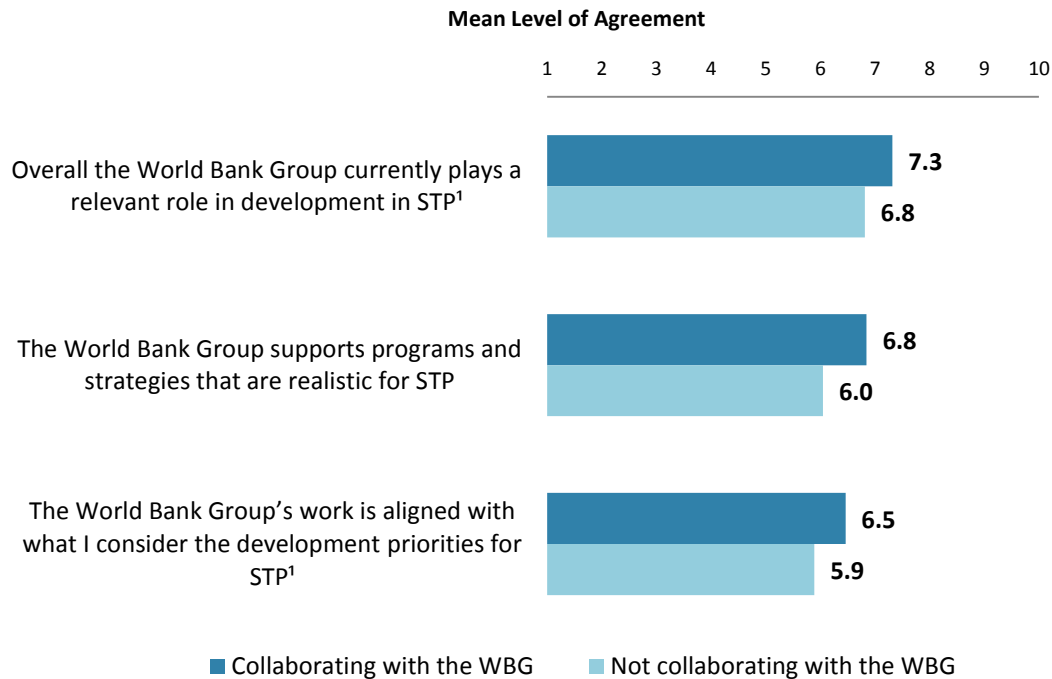 Mean Level of Agreement
1 2 3 4 5 6 7 8 9 10
Overall the World Bank Group currently plays a
relevant role in development in STP¹
7.3
6.8
The World Bank Group supports programs and
strategies that are realistic for STP
6.8
6.0
The World Bank Group’s work is aligned with
what I consider the development priorities for
STP¹
6.5
5.9
Collaborating with the WBG Not collaborating with the WBG